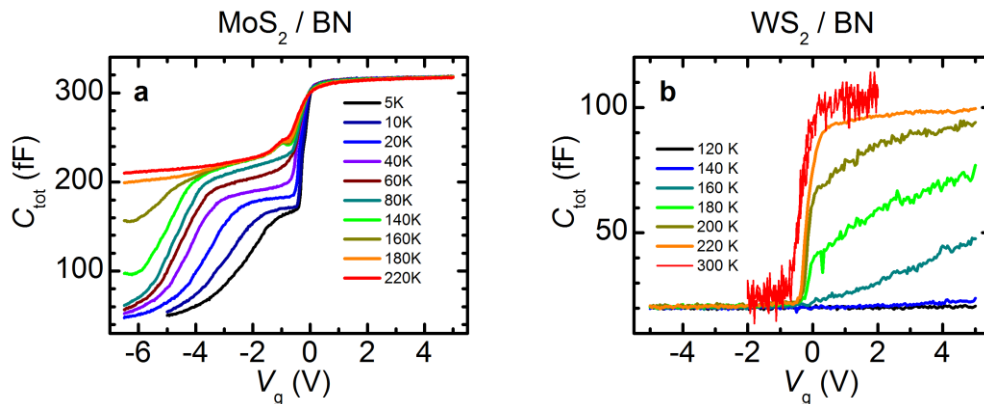 MoS2 / BN
a
Ctot (fF)
300
200
100
-6 -4 -2 0 2 4
Vg (V)
5K
10K
20K
40K
60K
80K
140K
160K
180K
220K
WS2 / BN
b
Ctot (fF)
100
50
-4 -2 0 2 4
Vg (V)
120 K
140 K
160 K
180 K
200 K
220 K
300 K